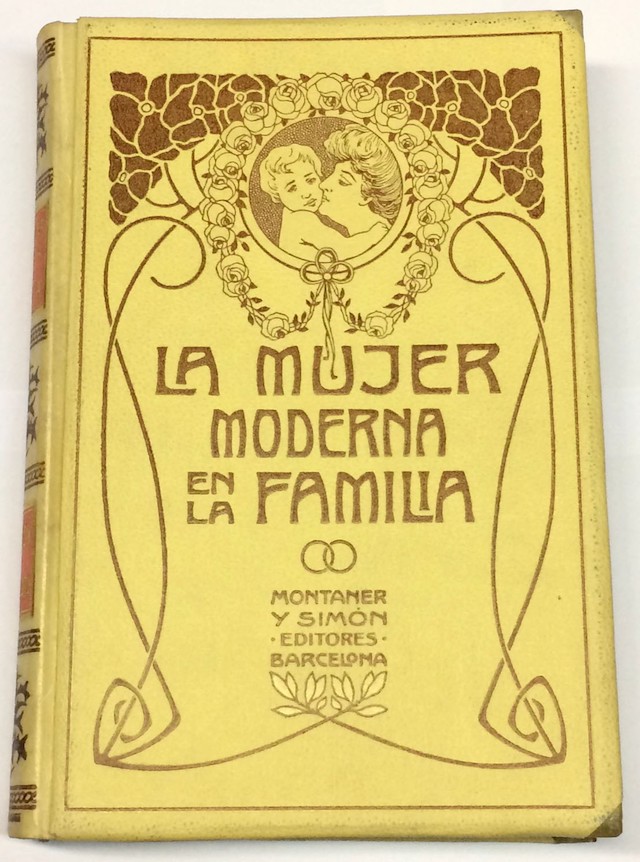 LA MUJER
MODERNA
EN LA FAMILIA
MONTANER
Y SIMÓN
·EDITORES·
BARCELONA